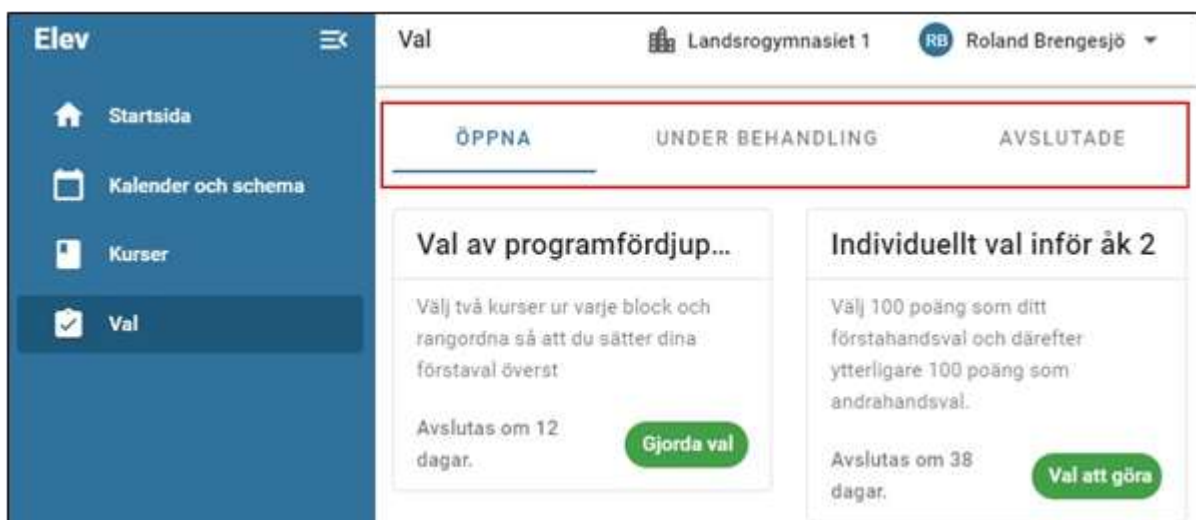 Elev
Startsida
Kalender och schema
Kurser
Val
Val
Landsrogymnasiet 1
RB
Roland Brengesjö
ÖPPNA
UNDER BEHANDLING
AVSLUTADE
Val av programfördjup...
Välj två kurser ur varje block och
rangordna så att du sätter dina
förstaval överst
Avslutas om 12
dagar.
Gjorda val
Individuellt val inför åk 2
Välj 100 poäng som ditt
förstahandsval och därefter
ytterligare 100 poäng som
andrahandsval.
Avslutas om 38
dagar.
Val att göra